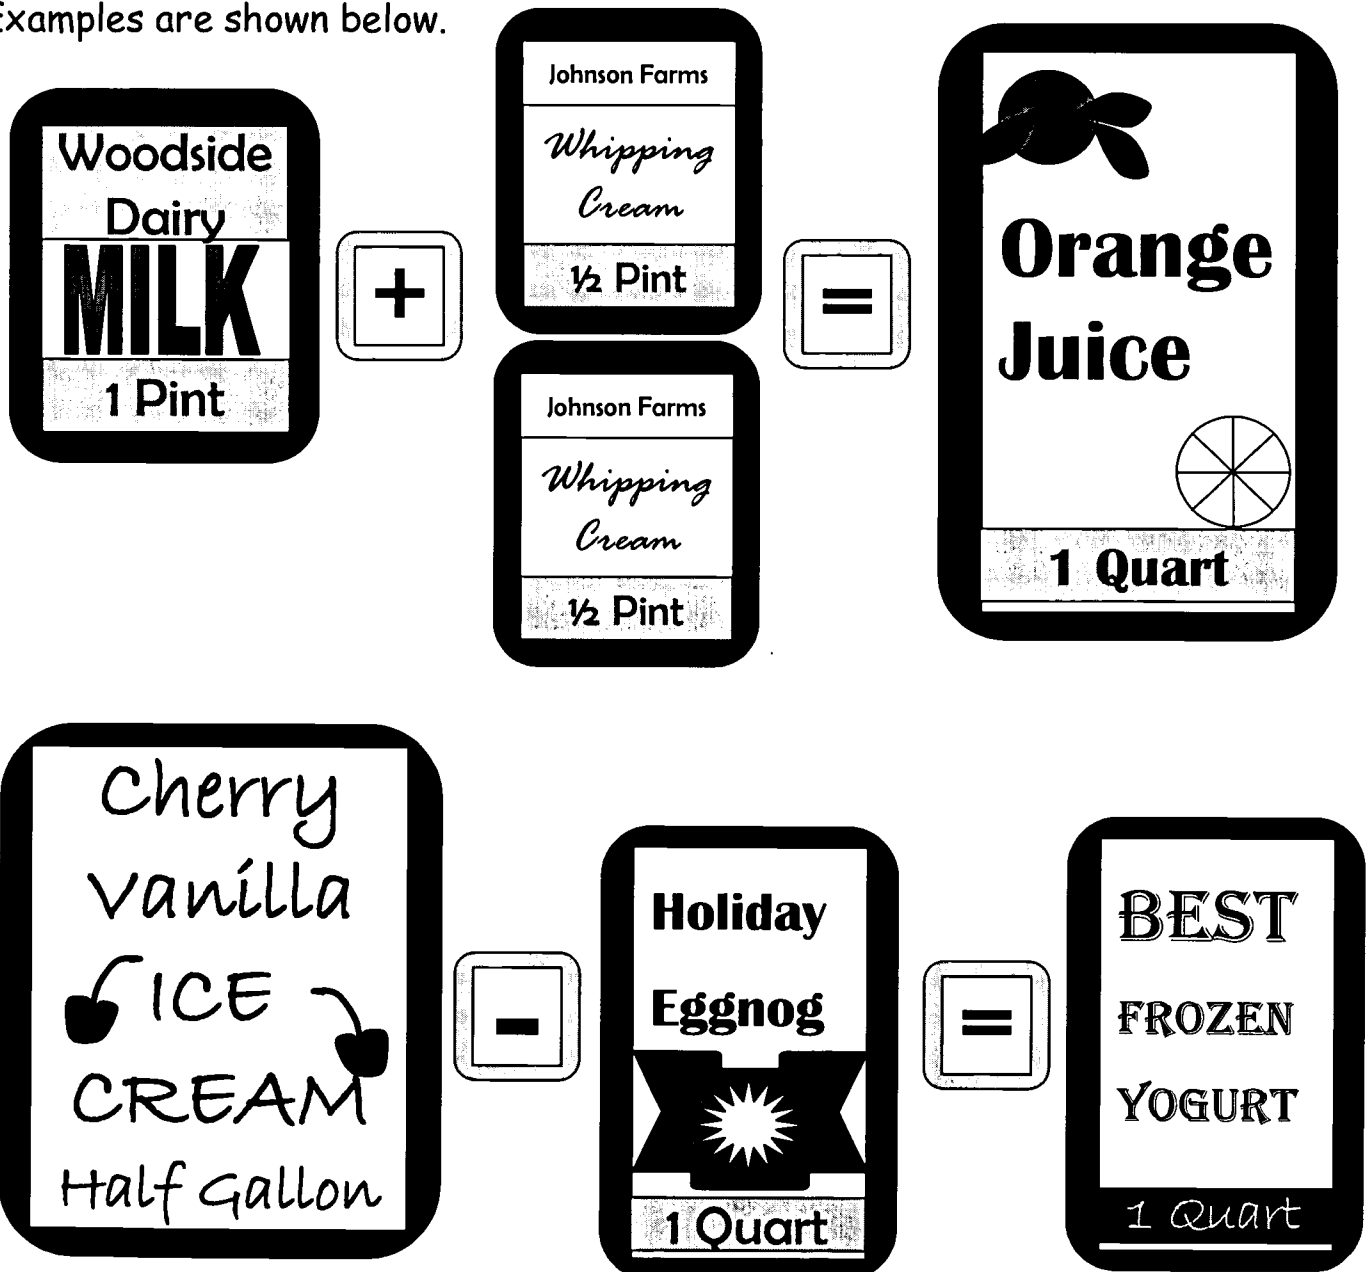 Examples are shown below.
Woodside
Dairy
MILK
1 Pint
+
Johnson Farms
Whipping
Cream
½ Pint
Johnson Farms
Whipping
Cream
½ Pint
=
Orange
Juice
1 Quart
Cherry
Vanilla
ICE
CREAM
Half Gallon
-
Holiday
Eggnog
1 Quart
=
BEST
FROZEN
YOGURT
1 Quart